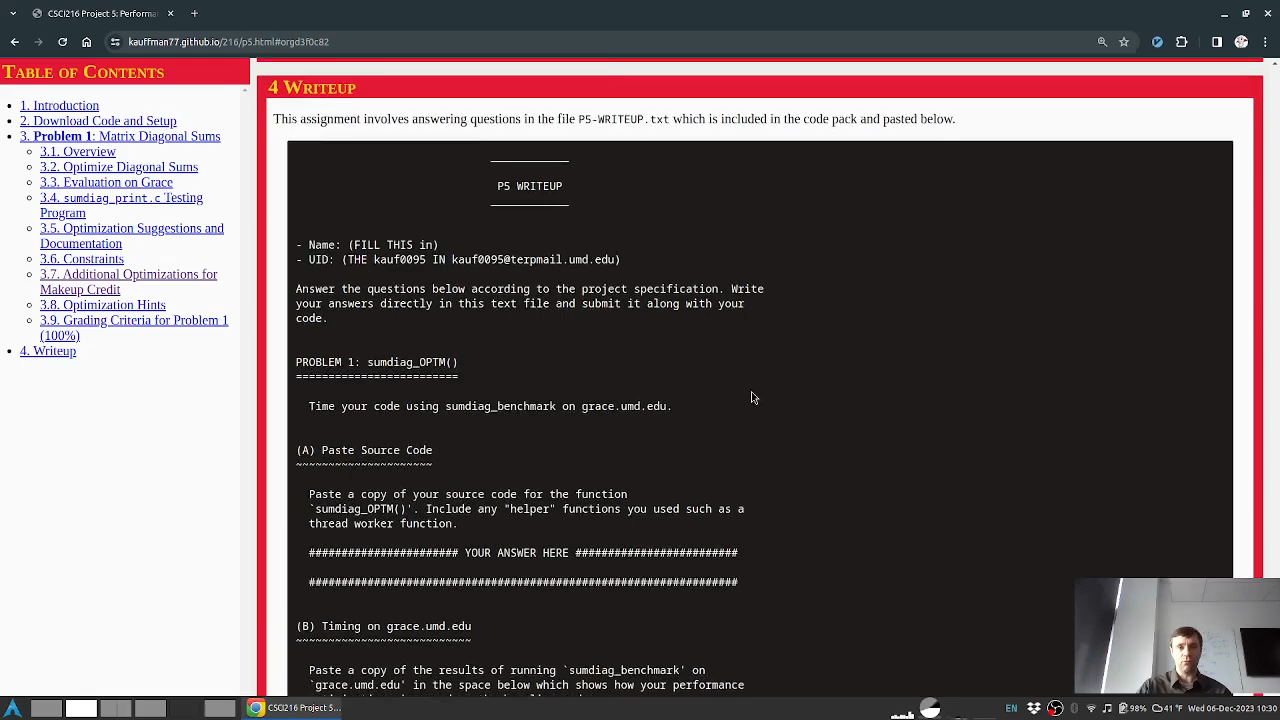 CSCI216 Project 5: Perma
kauffman77.github.io/216/p5.html#orgd3f0c82
Table of Contents
1. Introduction
2. Download Code and Setup
3. Problem 1: Matrix Diagonal Sums
3.1. Overview
3.2. Optimize Diagonal Sums
3.3. Evaluation on Grace
3.4. sumdiag_print.c Testing
Program
3.5. Optimization Suggestions and
Documentation
3.6. Constraints
3.7. Additional Optimizations for
Makeup Credit
3.8. Optimization Hints
3.9. Grading Criteria for Problem 1
(100%)
4. Writeup
4 Writeup
This assignment involves answering questions in the file P5-WRITEUP.txt which is included in the code pack and pasted below.
____________
P5 WRITEUP
____________
- Name: (FILL THIS in)
- UID: (THE kauf0095 IN kauf0095@terpmail.umd.edu)
Answer the questions below according to the project specification. Write
your answers directly in this text file and submit it along with your
code.
PROBLEM 1: sumdiag_OPTM()
=========================
Time your code using sumdiag_benchmark on grace.umd.edu.
(A) Paste Source Code
~~~~~~~~~~~~~~~~~~~~~
Paste a copy of your source code for the function
`sumdiag_OPTM()'. Include any "helper" functions you used such as a
thread worker function.
####################### YOUR ANSWER HERE #########################
##################################################################
(B) Timing on grace.umd.edu
~~~~~~~~~~~~~~~~~~~~~~~~~~~
Paste a copy of the results of running `sumdiag_benchmark' on
`grace.umd.edu' in the space below which shows how your performance
CSCI216 Project 5...
EN
98%
41°F
Wed 06-Dec-2023
10:30